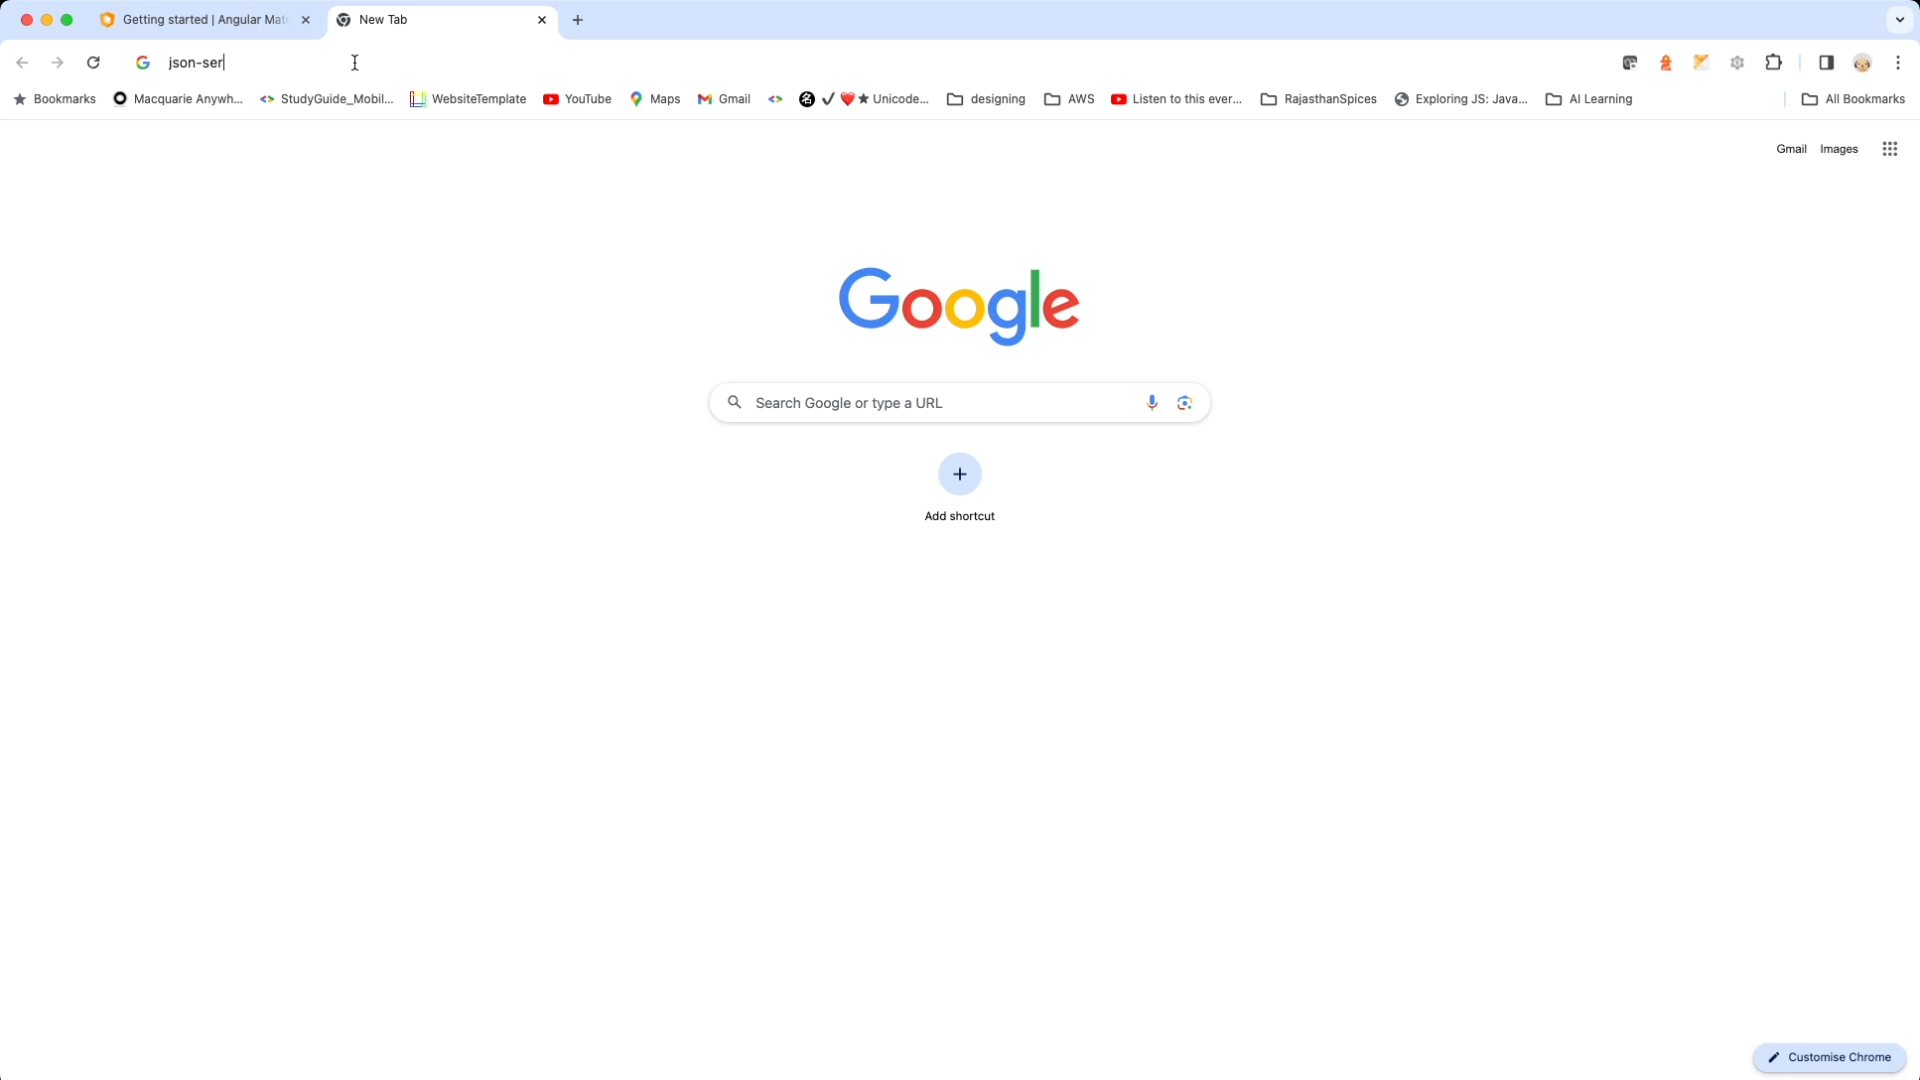 Getting started | Angular Mat
New Tab
json-ser
Bookmarks
Macquarie Anywh...
StudyGuide_Mobil...
WebsiteTemplate
YouTube
Maps
Gmail
✓❤️★ Unicode...
designing
AWS
Listen to this ever...
RajasthanSpices
Exploring JS: Java...
AI Learning
All Bookmarks
Gmail
Images
Google
Search Google or type a URL
Add shortcut
Customise Chrome